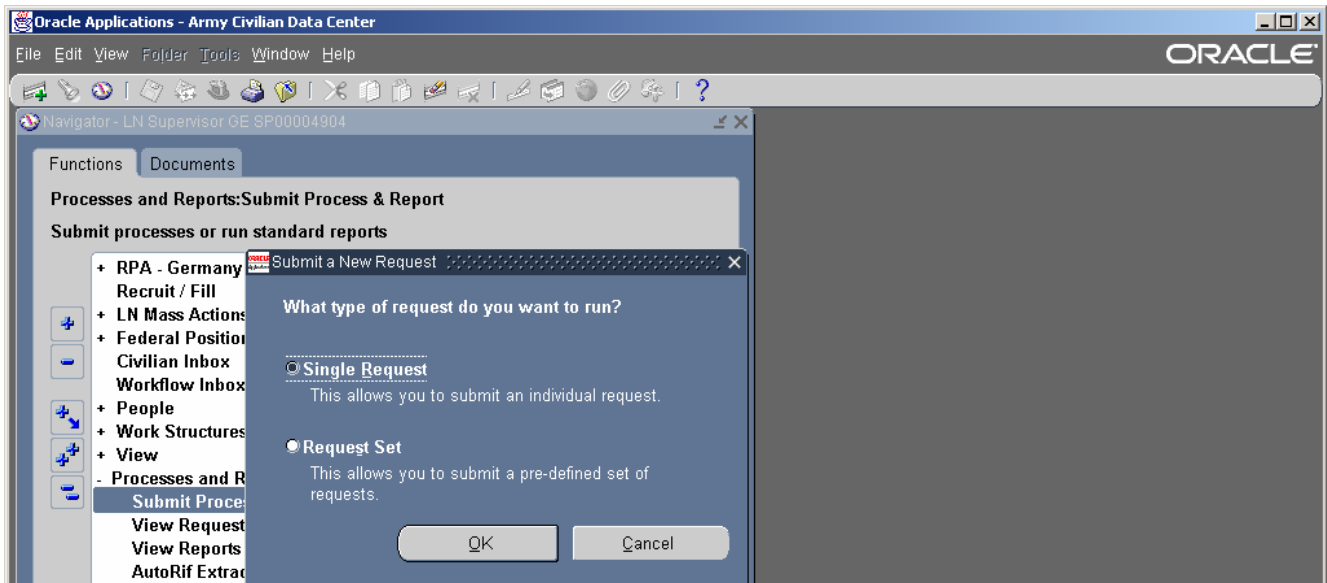 Oracle Applications - Army Civilian Data Center
File Edit View Folder Tools Window Help
ORACLE
Navigator - LN Supervisor GE SP00004904
Functions Documents
Processes and Reports:Submit Process & Report
Submit processes or run standard reports
+ RPA - Germany
Recruit / Fill
+ LN Mass Actions
+ Federal Position
Civilian Inbox
Workflow Inbox
+ People
+ Work Structures
+ View
- Processes and R
Submit Proce
View Request
View Reports
AutoRif Extrac
Submit a New Request
What type of request do you want to run?
Single Request
This allows you to submit an individual request.
Request Set
This allows you to submit a pre-defined set of
requests.
OK Cancel